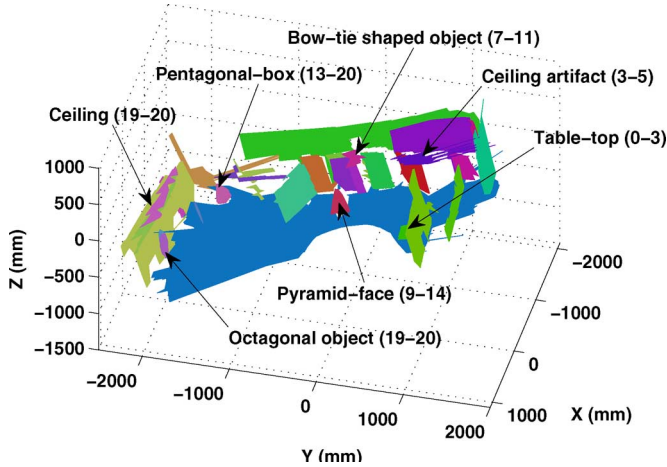 Bow−tie shaped object (7−11)
Pentagonal−box (13−20)
Ceiling artifact (3−5)
Ceiling (19−20)
Table−top (0−3)
1000
500
0
−500
−1000
−1500
Z (mm)
Pyramid−face (9−14)
Octagonal object (19−20)
−2000
−1000
0
1000
2000
Y (mm)
−2000
−1000
0
1000
X (mm)